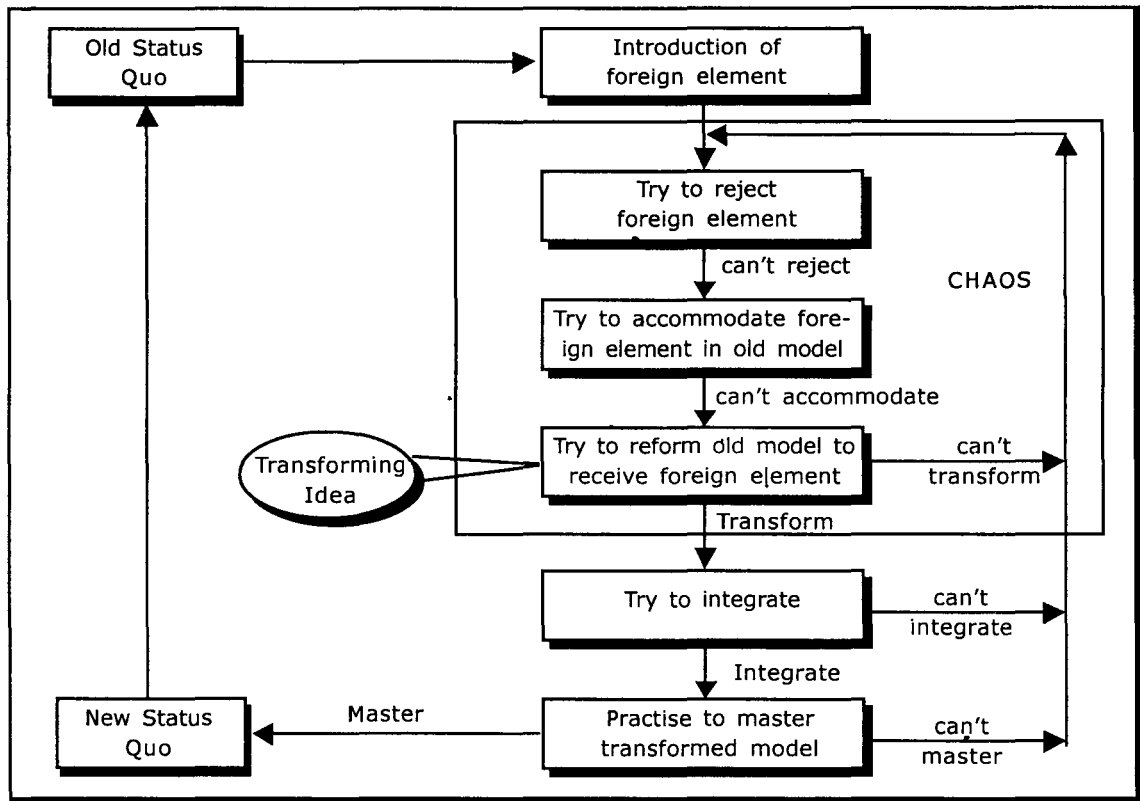 Old Status
Quo
Introduction of
foreign element
Try to reject
foreign element
can't reject
CHAOS
Try to accommodate fore-
ign element in old model
can't accommodate
Transforming
Idea
Try to reform old model to
receive foreign element
can't
transform
Transform
Try to integrate
can't
integrate
Integrate
New Status
Quo
Master
Practise to master
transformed model
can't
master